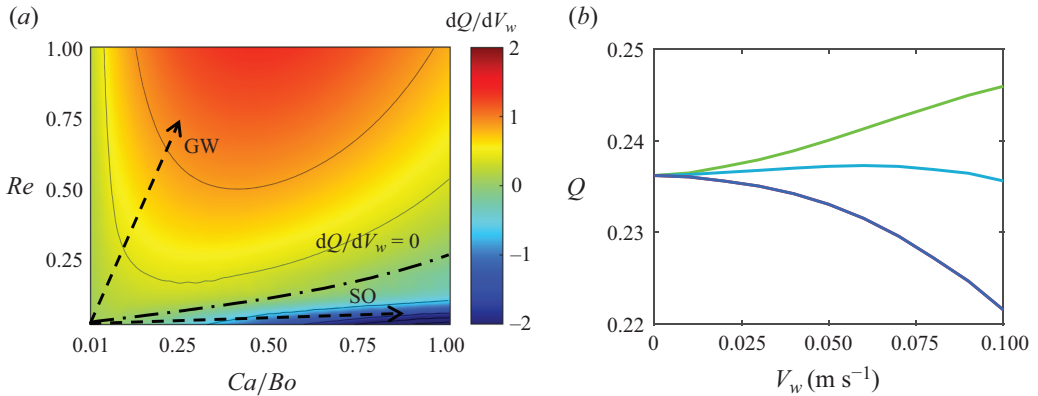 (a)
dQ/dV_w
1.00
0.75
0.50
0.25
Re
GW
dQ/dV_w = 0
SO
0.01
0.25
0.50
0.75
1.00
Ca/Bo
2
1
0
−1
−2
(b)
0.25
0.24
0.23
0.22
Q
0
0.025
0.050
0.075
0.100
V_w (m s⁻¹)